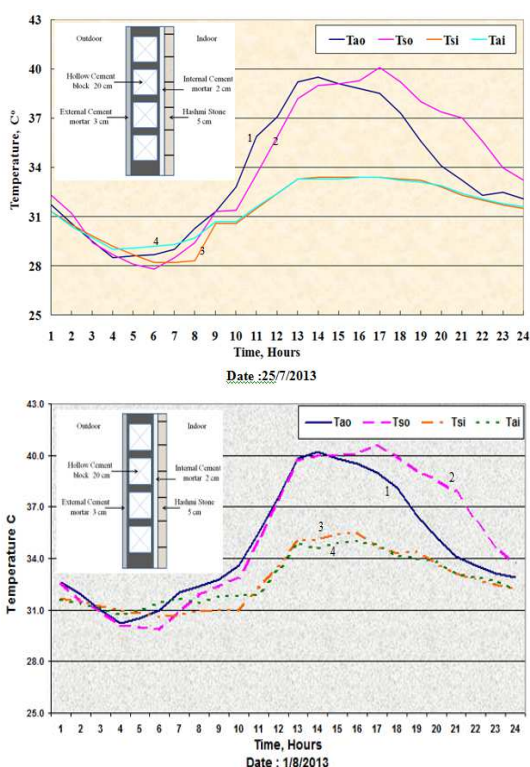 43
40
37
34
31
28
25
Temperature, C°
Outdoor
Indoor
Hollow Cement
block 20 cm
Internal Cement
mortar 2 cm
External Cement
mortar 3 cm
Hashmi Stone
5 cm
Tao Tso Tsi Tai
1
2
4
3
1 2 3 4 5 6 7 8 9 10 11 12 13 14 15 16 17 18 19 20 21 22 23 24
Time, Hours
Date :25/7/2013
43.0
40.0
37.0
34.0
31.0
28.0
25.0
Temperature C
Outdoor
Indoor
Hollow Cement
block 20 cm
Internal Cement
mortar 2 cm
External Cement
mortar 3 cm
Hashmi Stone
5 cm
Tao Tso Tsi Tai
2
1
3
4
1 2 3 4 5 6 7 8 9 10 11 12 13 14 15 16 17 18 19 20 21 22 23 24
Time, Hours
Date : 1/8/2013